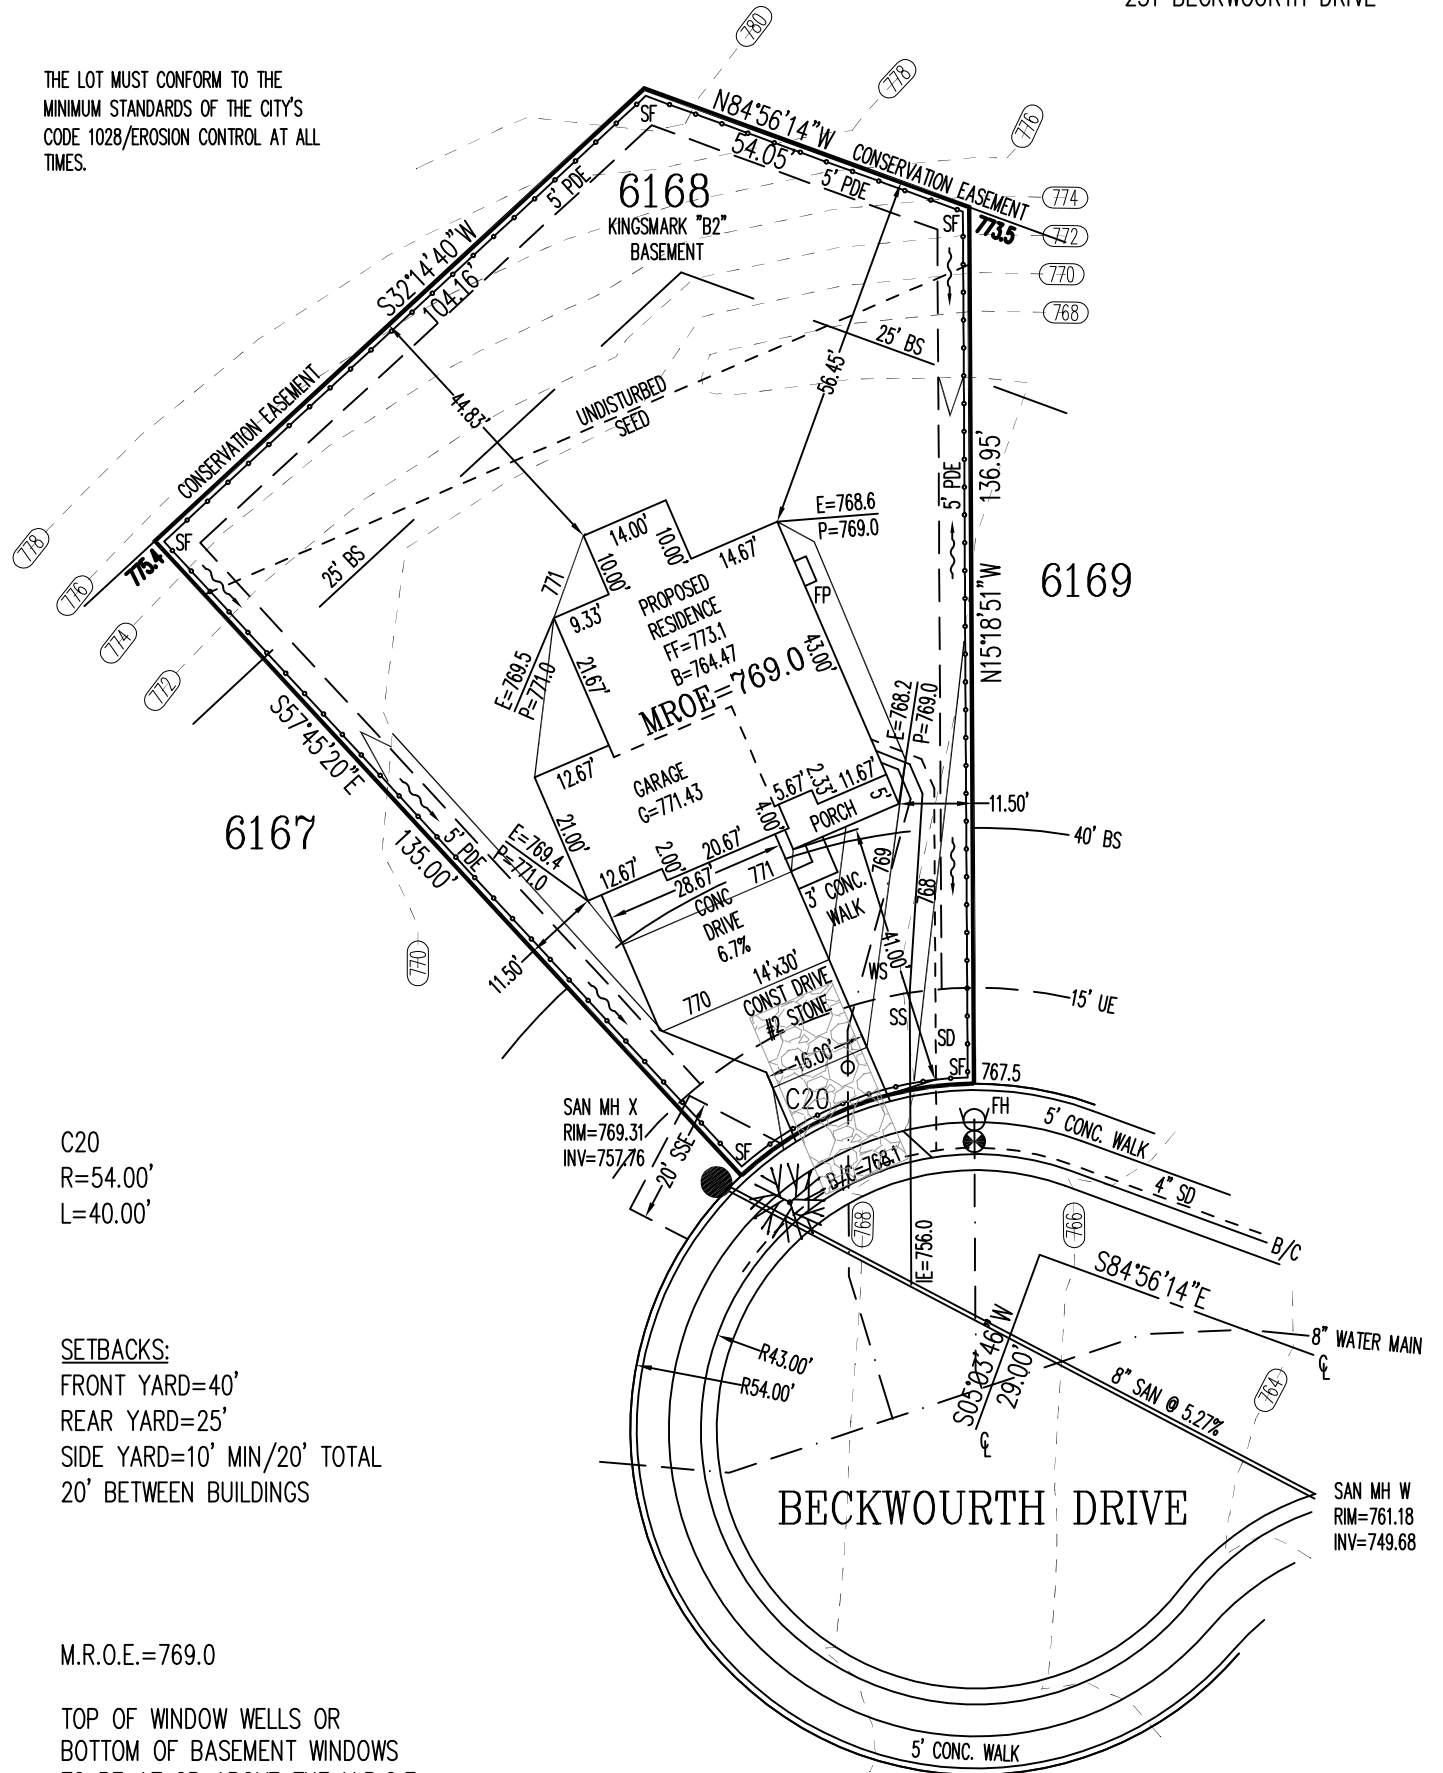 THE LOT MUST CONFORM TO THE
MINIMUM STANDARDS OF THE CITY'S
CODE 1028/EROSION CONTROL AT ALL
TIMES.
780
778
776
774
772
770
768
N84°56'14"W
54.05'
CONSERVATION EASEMENT
5' PDE
SF
6168
KINGSMARK "B2"
BASEMENT
5' PDE
SF
773.5
S32°14'40"W
104.16'
CONSERVATION EASEMENT
25' BS
56.45'
44.83'
UNDISTURBED
SEED
136.95'
5' PDE
N15°18'51"W
6169
778
776
774
772
770
775.4
SF
25' BS
E=768.6
P=769.0
14.00'
10.00'
10.00'
14.67'
771
9.33'
FP
PROPOSED
RESIDENCE
FF=773.1
B=764.47
MROE=769.0
43.00'
21.67'
E=769.5
P=771.0
E=768.2
P=769.0
S57°45'20"E
135.00'
5' PDE
6167
12.67'
GARAGE
G=771.43
21.00'
5.67'
2.33'
11.67'
5'
4.00'
PORCH
11.50'
40' BS
E=769.4
P=771.0
12.67'
2.00'
20.67'
28.67'
771
769
768
CONC
DRIVE
6.7%
3' CONC.
WALK
41.00'
11.50'
14'x30'
CONST DRIVE
#2 STONE
770
WS
SS
SD
15' UE
16.00'
C20
SF
767.5
FH
5' CONC. WALK
SAN MH X
RIM=769.31
INV=757.76
20' SSE
SF
B/C=768.1
4" SD
B/C
C20
R=54.00'
L=40.00'
768
766
764
IE=756.0
S84°56'14"E
8" WATER MAIN
S05°03'46"W
29.00'
R43.00'
R54.00'
8" SAN @ 5.27%
SETBACKS:
FRONT YARD=40'
REAR YARD=25'
SIDE YARD=10' MIN/20' TOTAL
20' BETWEEN BUILDINGS
BECKWOURTH DRIVE
SAN MH W
RIM=761.18
INV=749.68
M.R.O.E.=769.0
TOP OF WINDOW WELLS OR
BOTTOM OF BASEMENT WINDOWS
5' CONC. WALK